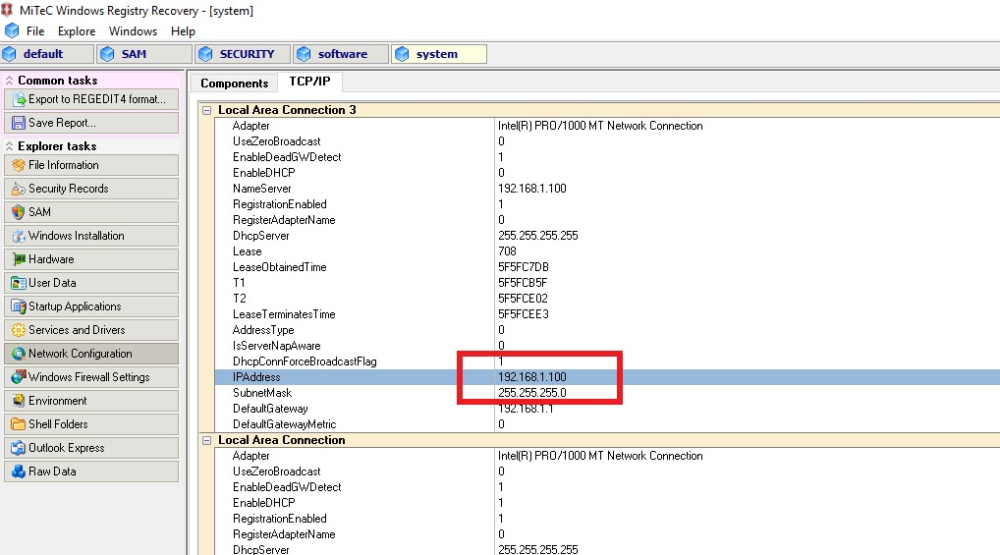 MiTeC Windows Registry Recovery - [system]
File Explore Windows Help
default SAM SECURITY software system
Common tasks
Export to REGEDIT4 format...
Save Report...
Explorer tasks
File Information
Security Records
SAM
Windows Installation
Hardware
User Data
Startup Applications
Services and Drivers
Network Configuration
Windows Firewall Settings
Environment
Shell Folders
Outlook Express
Raw Data
Components TCP/IP
Local Area Connection 3
Adapter Intel(R) PRO/1000 MT Network Connection
UseZeroBroadcast 0
EnableDeadGWDetect 1
EnableDHCP 0
NameServer 192.168.1.100
RegistrationEnabled 1
RegisterAdapterName 0
DhcpServer 255.255.255.255
Lease 708
LeaseObtainedTime 5F5FC7DB
T1 5F5FCB5F
T2 5F5FCE02
LeaseTerminatesTime 5F5FCEE3
AddressType 0
IsServerNapAware 0
DhcpConnForceBroadcastFlag 1
IPAddress 192.168.1.100
SubnetMask 255.255.255.0
DefaultGateway 192.168.1.1
DefaultGatewayMetric 0
Local Area Connection
Adapter Intel(R) PRO/1000 MT Network Connection
UseZeroBroadcast 0
EnableDeadGWDetect 1
EnableDHCP 1
RegistrationEnabled 1
RegisterAdapterName 0
DhcpServer 255.255.255.255